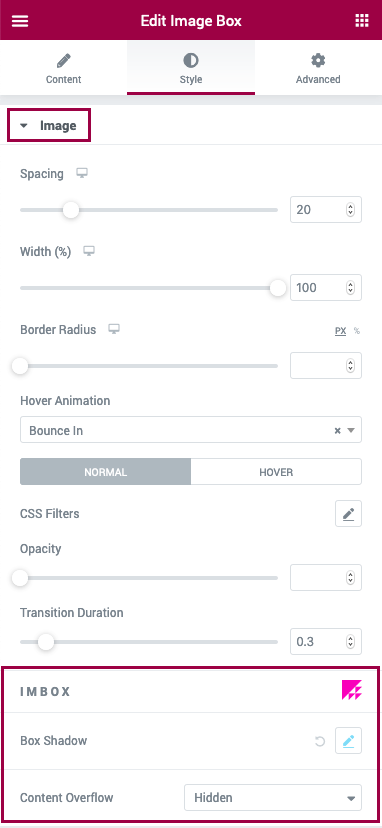 Edit Image Box
Content Style Advanced
Image
Spacing
20
Width (%)
100
Border Radius PX %
Hover Animation
Bounce In ×
NORMAL HOVER
CSS Filters
Opacity
Transition Duration
0.3
IMBOX
Box Shadow
Content Overflow Hidden